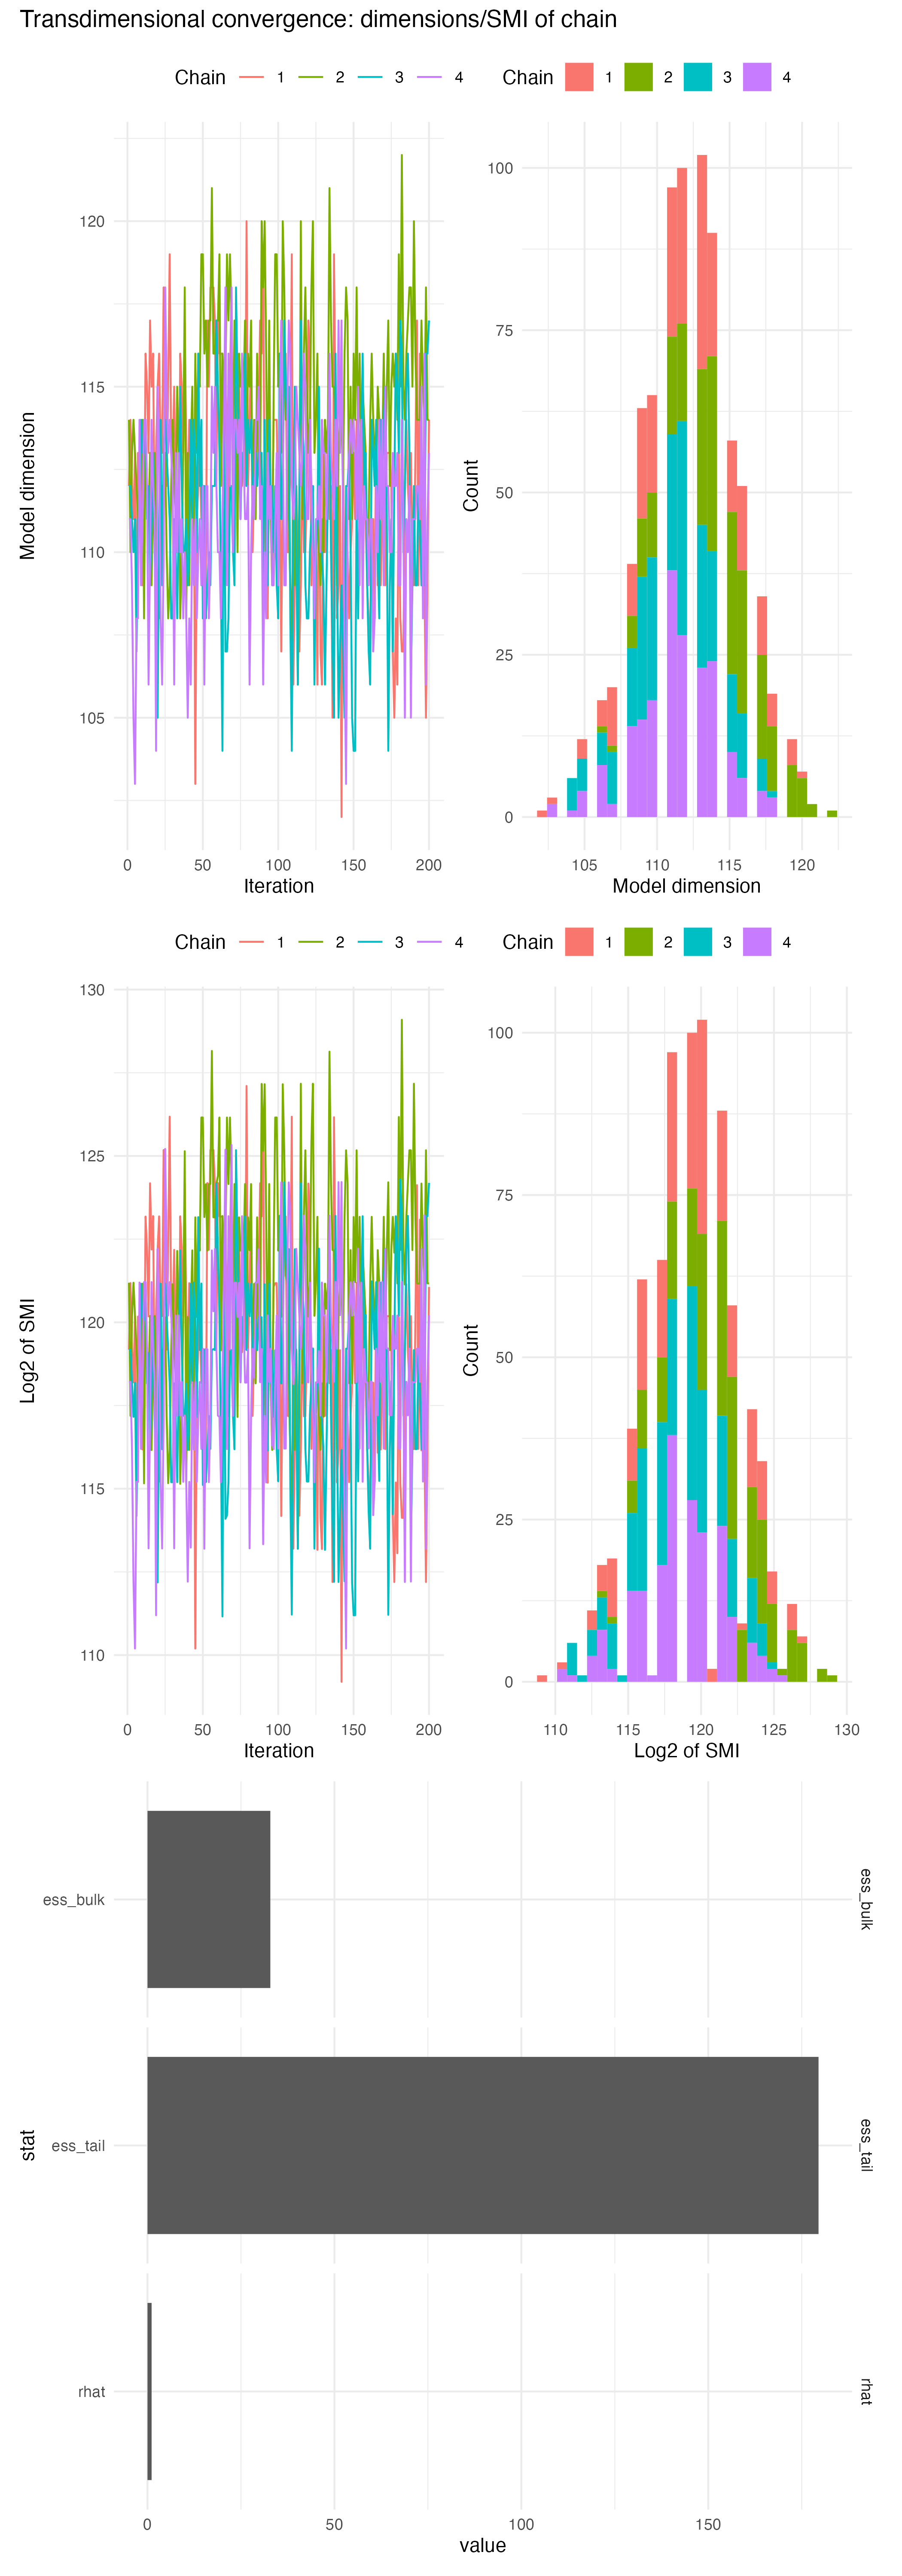 Transdimensional convergence: dimensions/SMI of chain
Chain 1 2 3 4
Chain 1 2 3 4
120
115
110
105
Model dimension
0 50 100 150 200
Iteration
100
75
50
25
0
Count
105 110 115 120
Model dimension
Chain 1 2 3 4
Chain 1 2 3 4
130
125
120
115
110
Log2 of SMI
0 50 100 150 200
Iteration
100
75
50
25
0
Count
110 115 120 125 130
Log2 of SMI
stat
ess_bulk
ess_bulk
ess_tail
ess_tail
rhat
rhat
0 50 100 150
value